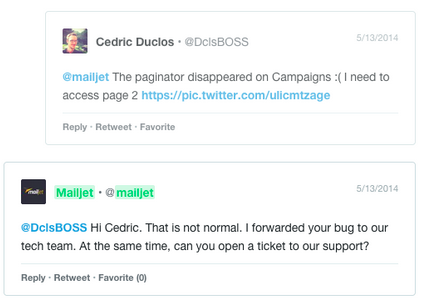 Cedric Duclos • @DclsBOSS 5/13/2014
@mailjet The paginator disappeared on Campaigns :( I need to
access page 2 https://pic.twitter.com/ulicmtzage
Reply · Retweet · Favorite
mailjet
Mailjet • @mailjet 5/13/2014
@DclsBOSS Hi Cedric. That is not normal. I forwarded your bug to our
tech team. At the same time, can you open a ticket to our support?
Reply · Retweet · Favorite (0)